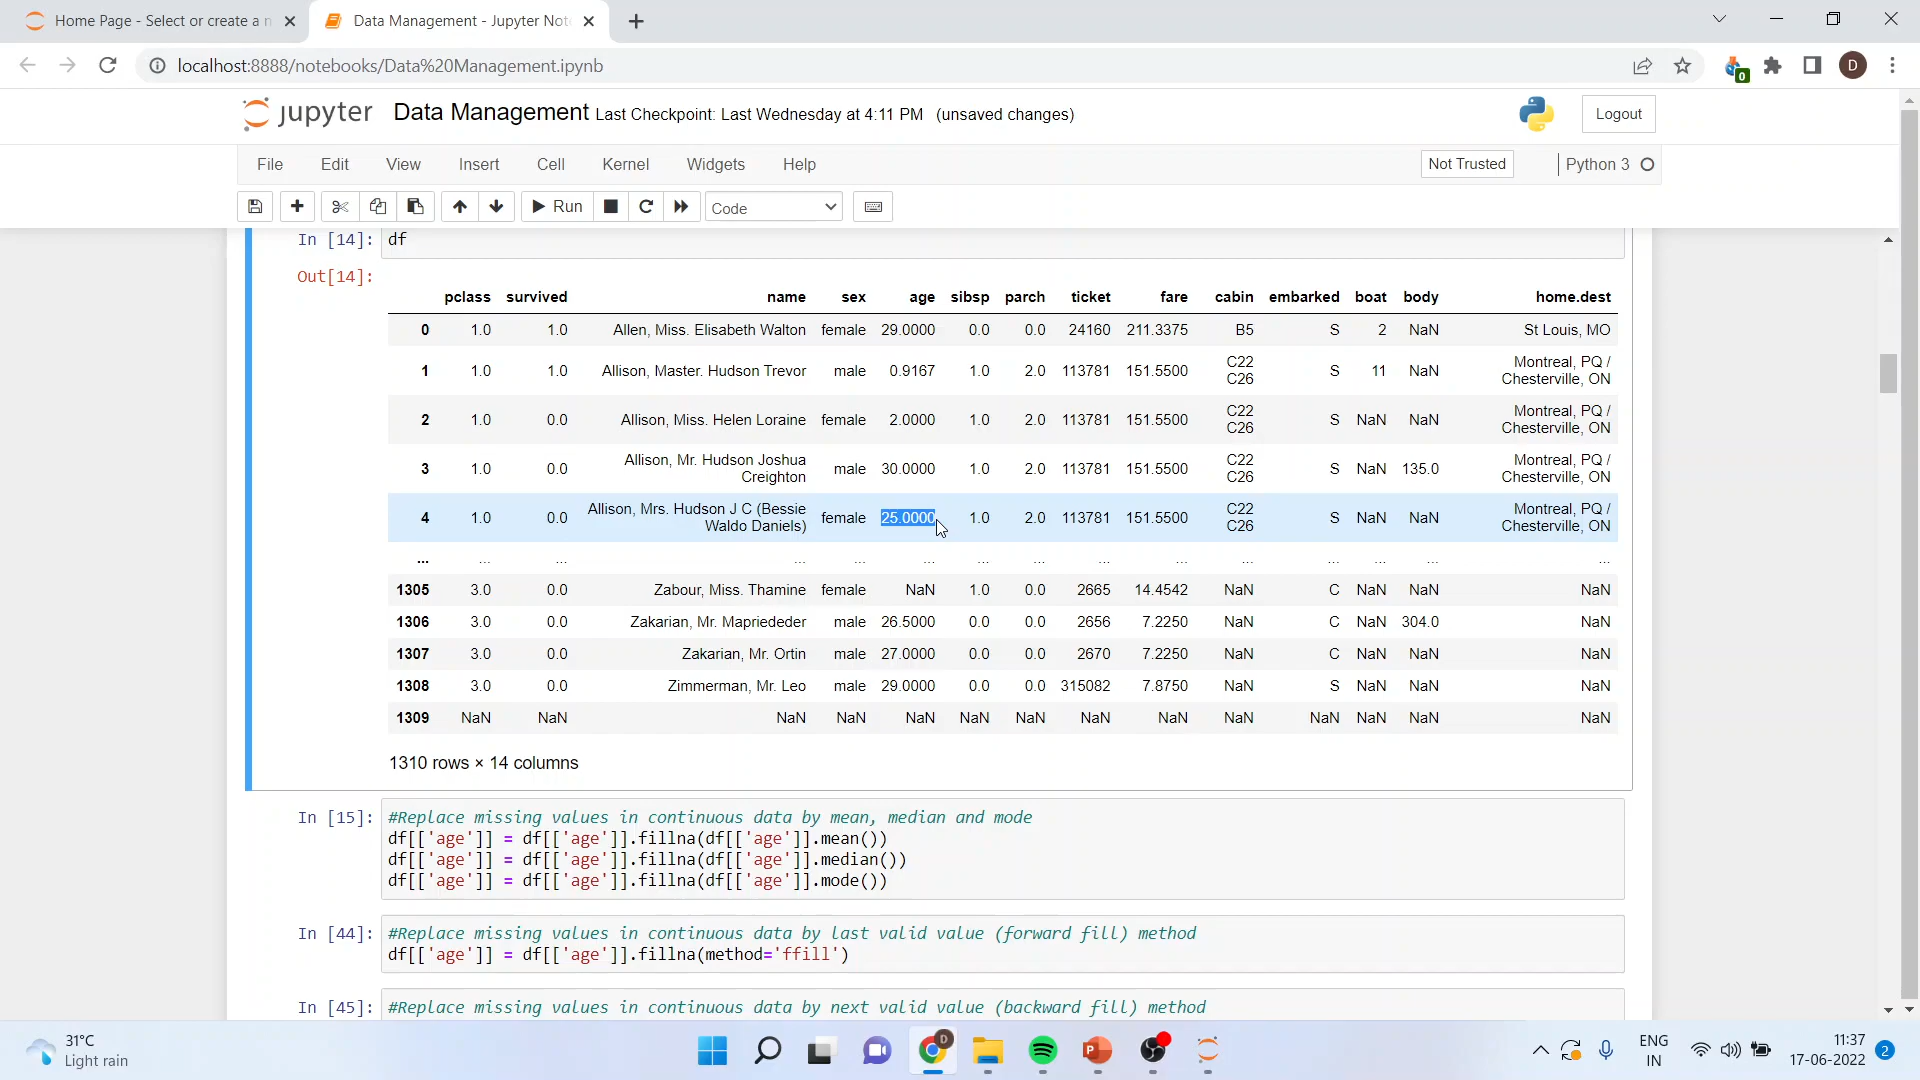 Home Page - Select or create a n
Data Management - Jupyter Not
localhost:8888/notebooks/Data%20Management.ipynb
0
D
jupyter
Data Management Last Checkpoint: Last Wednesday at 4:11 PM (unsaved changes)
Logout
File Edit View Insert Cell Kernel Widgets Help
Not Trusted
Python 3
Run
Code
In [14]: df
Out[14]:
pclass survived name sex age sibsp parch ticket fare cabin embarked boat body home.dest
0 1.0 1.0 Allen, Miss. Elisabeth Walton female 29.0000 0.0 0.0 24160 211.3375 B5 S 2 NaN St Louis, MO
1 1.0 1.0 Allison, Master. Hudson Trevor male 0.9167 1.0 2.0 113781 151.5500 C22 C26 S 11 NaN Montreal, PQ / Chesterville, ON
2 1.0 0.0 Allison, Miss. Helen Loraine female 2.0000 1.0 2.0 113781 151.5500 C22 C26 S NaN NaN Montreal, PQ / Chesterville, ON
3 1.0 0.0 Allison, Mr. Hudson Joshua Creighton male 30.0000 1.0 2.0 113781 151.5500 C22 C26 S NaN 135.0 Montreal, PQ / Chesterville, ON
4 1.0 0.0 Allison, Mrs. Hudson J C (Bessie Waldo Daniels) female 25.0000 1.0 2.0 113781 151.5500 C22 C26 S NaN NaN Montreal, PQ / Chesterville, ON
... ... ... ... ... ... ... ... ... ... ... ... ... ... ...
1305 3.0 0.0 Zabour, Miss. Thamine female NaN 1.0 0.0 2665 14.4542 NaN C NaN NaN NaN
1306 3.0 0.0 Zakarian, Mr. Mapriededer male 26.5000 0.0 0.0 2656 7.2250 NaN C NaN 304.0 NaN
1307 3.0 0.0 Zakarian, Mr. Ortin male 27.0000 0.0 0.0 2670 7.2250 NaN C NaN NaN NaN
1308 3.0 0.0 Zimmerman, Mr. Leo male 29.0000 0.0 0.0 315082 7.8750 NaN S NaN NaN NaN
1309 NaN NaN NaN NaN NaN NaN NaN NaN NaN NaN NaN NaN NaN NaN
1310 rows × 14 columns
In [15]: #Replace missing values in continuous data by mean, median and mode
df[['age']] = df[['age']].fillna(df[['age']].mean())
df[['age']] = df[['age']].fillna(df[['age']].median())
df[['age']] = df[['age']].fillna(df[['age']].mode())
In [44]: #Replace missing values in continuous data by last valid value (forward fill) method
df[['age']] = df[['age']].fillna(method='ffill')
In [45]: #Replace missing values in continuous data by next valid value (backward fill) method
31°C
Light rain
D
P
ENG
IN
11:37
17-06-2022
2